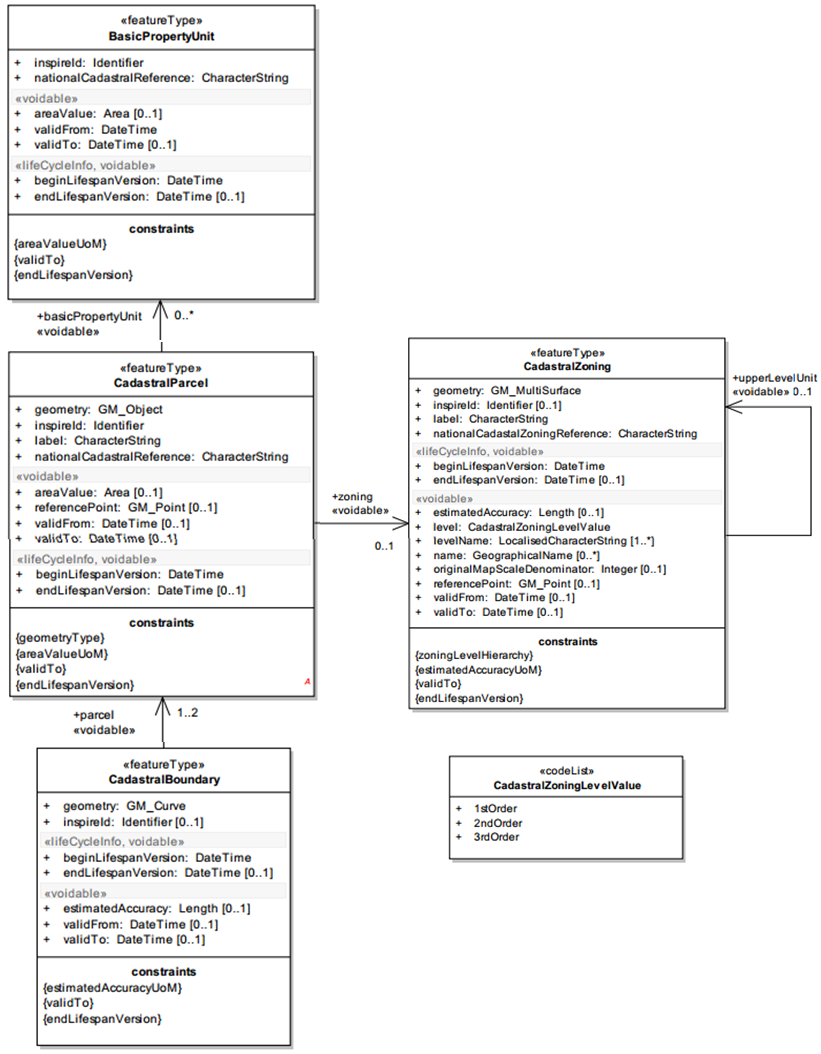 «featureType»
BasicPropertyUnit
+ inspireId: Identifier
+ nationalCadastralReference: CharacterString
«voidable»
+ areaValue: Area [0..1]
+ validFrom: DateTime
+ validTo: DateTime [0..1]
«lifeCycleInfo, voidable»
+ beginLifespanVersion: DateTime
+ endLifespanVersion: DateTime [0..1]
constraints
{areaValueUoM}
{validTo}
{endLifespanVersion}
+basicPropertyUnit 0..*
«voidable»
«featureType»
CadastralParcel
+ geometry: GM_Object
+ inspireId: Identifier
+ label: CharacterString
+ nationalCadastralReference: CharacterString
«voidable»
+ areaValue: Area [0..1]
+ referencePoint: GM_Point [0..1]
+ validFrom: DateTime [0..1]
+ validTo: DateTime [0..1]
«lifeCycleInfo, voidable»
+ beginLifespanVersion: DateTime
+ endLifespanVersion: DateTime [0..1]
constraints
{geometryType}
{areaValueUoM}
{validTo}
{endLifespanVersion}
A
+zoning
«voidable»
0..1
«featureType»
CadastralZoning
+ geometry: GM_MultiSurface
+ inspireId: Identifier [0..1]
+ label: CharacterString
+ nationalCadastalZoningReference: CharacterString
«lifeCycleInfo, voidable»
+ beginLifespanVersion: DateTime
+ endLifespanVersion: DateTime [0..1]
«voidable»
+ estimatedAccuracy: Length [0..1]
+ level: CadastralZoningLevelValue
+ levelName: LocalisedCharacterString [1..*]
+ name: GeographicalName [0..*]
+ originalMapScaleDenominator: Integer [0..1]
+ referencePoint: GM_Point [0..1]
+ validFrom: DateTime [0..1]
+ validTo: DateTime [0..1]
constraints
{zoningLevelHierarchy}
{estimatedAccuracyUoM}
{validTo}
{endLifespanVersion}
+upperLevelUnit
«voidable» 0..1
+parcel 1..2
«voidable»
«featureType»
CadastralBoundary
+ geometry: GM_Curve
+ inspireId: Identifier [0..1]
«lifeCycleInfo, voidable»
+ beginLifespanVersion: DateTime
+ endLifespanVersion: DateTime [0..1]
«voidable»
+ estimatedAccuracy: Length [0..1]
+ validFrom: DateTime [0..1]
+ validTo: DateTime [0..1]
constraints
{estimatedAccuracyUoM}
{validTo}
{endLifespanVersion}
«codeList»
CadastralZoningLevelValue
+ 1stOrder
+ 2ndOrder
+ 3rdOrder